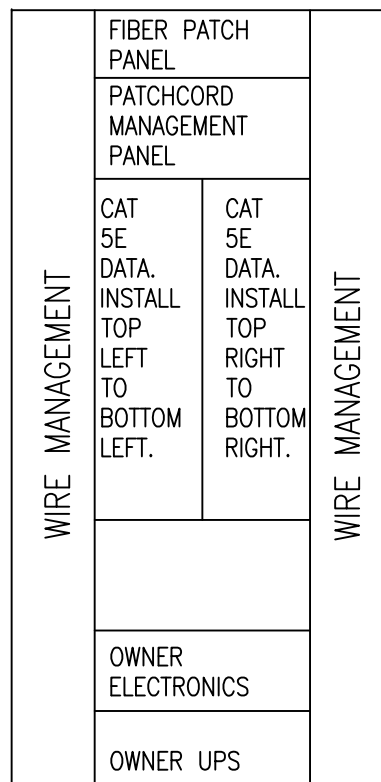 FIBER PATCH
PANEL
PATCHCORD
MANAGEMENT
PANEL
WIRE MANAGEMENT
CAT
5E
DATA.
INSTALL
TOP
LEFT
TO
BOTTOM
LEFT.
CAT
5E
DATA.
INSTALL
TOP
RIGHT
TO
BOTTOM
RIGHT.
WIRE MANAGEMENT
OWNER
ELECTRONICS
OWNER UPS